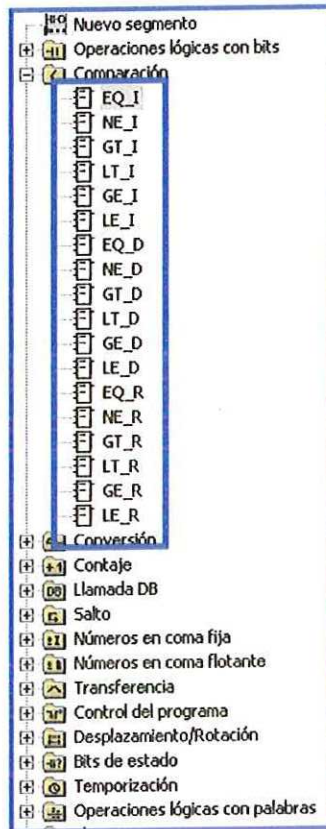 Nuevo segmento
Operaciones lógicas con bits
Comparación
EQ_I
NE_I
GT_I
LT_I
GE_I
LE_I
EQ_D
NE_D
GT_D
LT_D
GE_D
LE_D
EQ_R
NE_R
GT_R
LT_R
GE_R
LE_R
Conversión
Contaje
Llamada DB
Salto
Números en coma fija
Números en coma flotante
Transferencia
Control del programa
Desplazamiento/Rotación
Bits de estado
Temporización
Operaciones lógicas con palabras